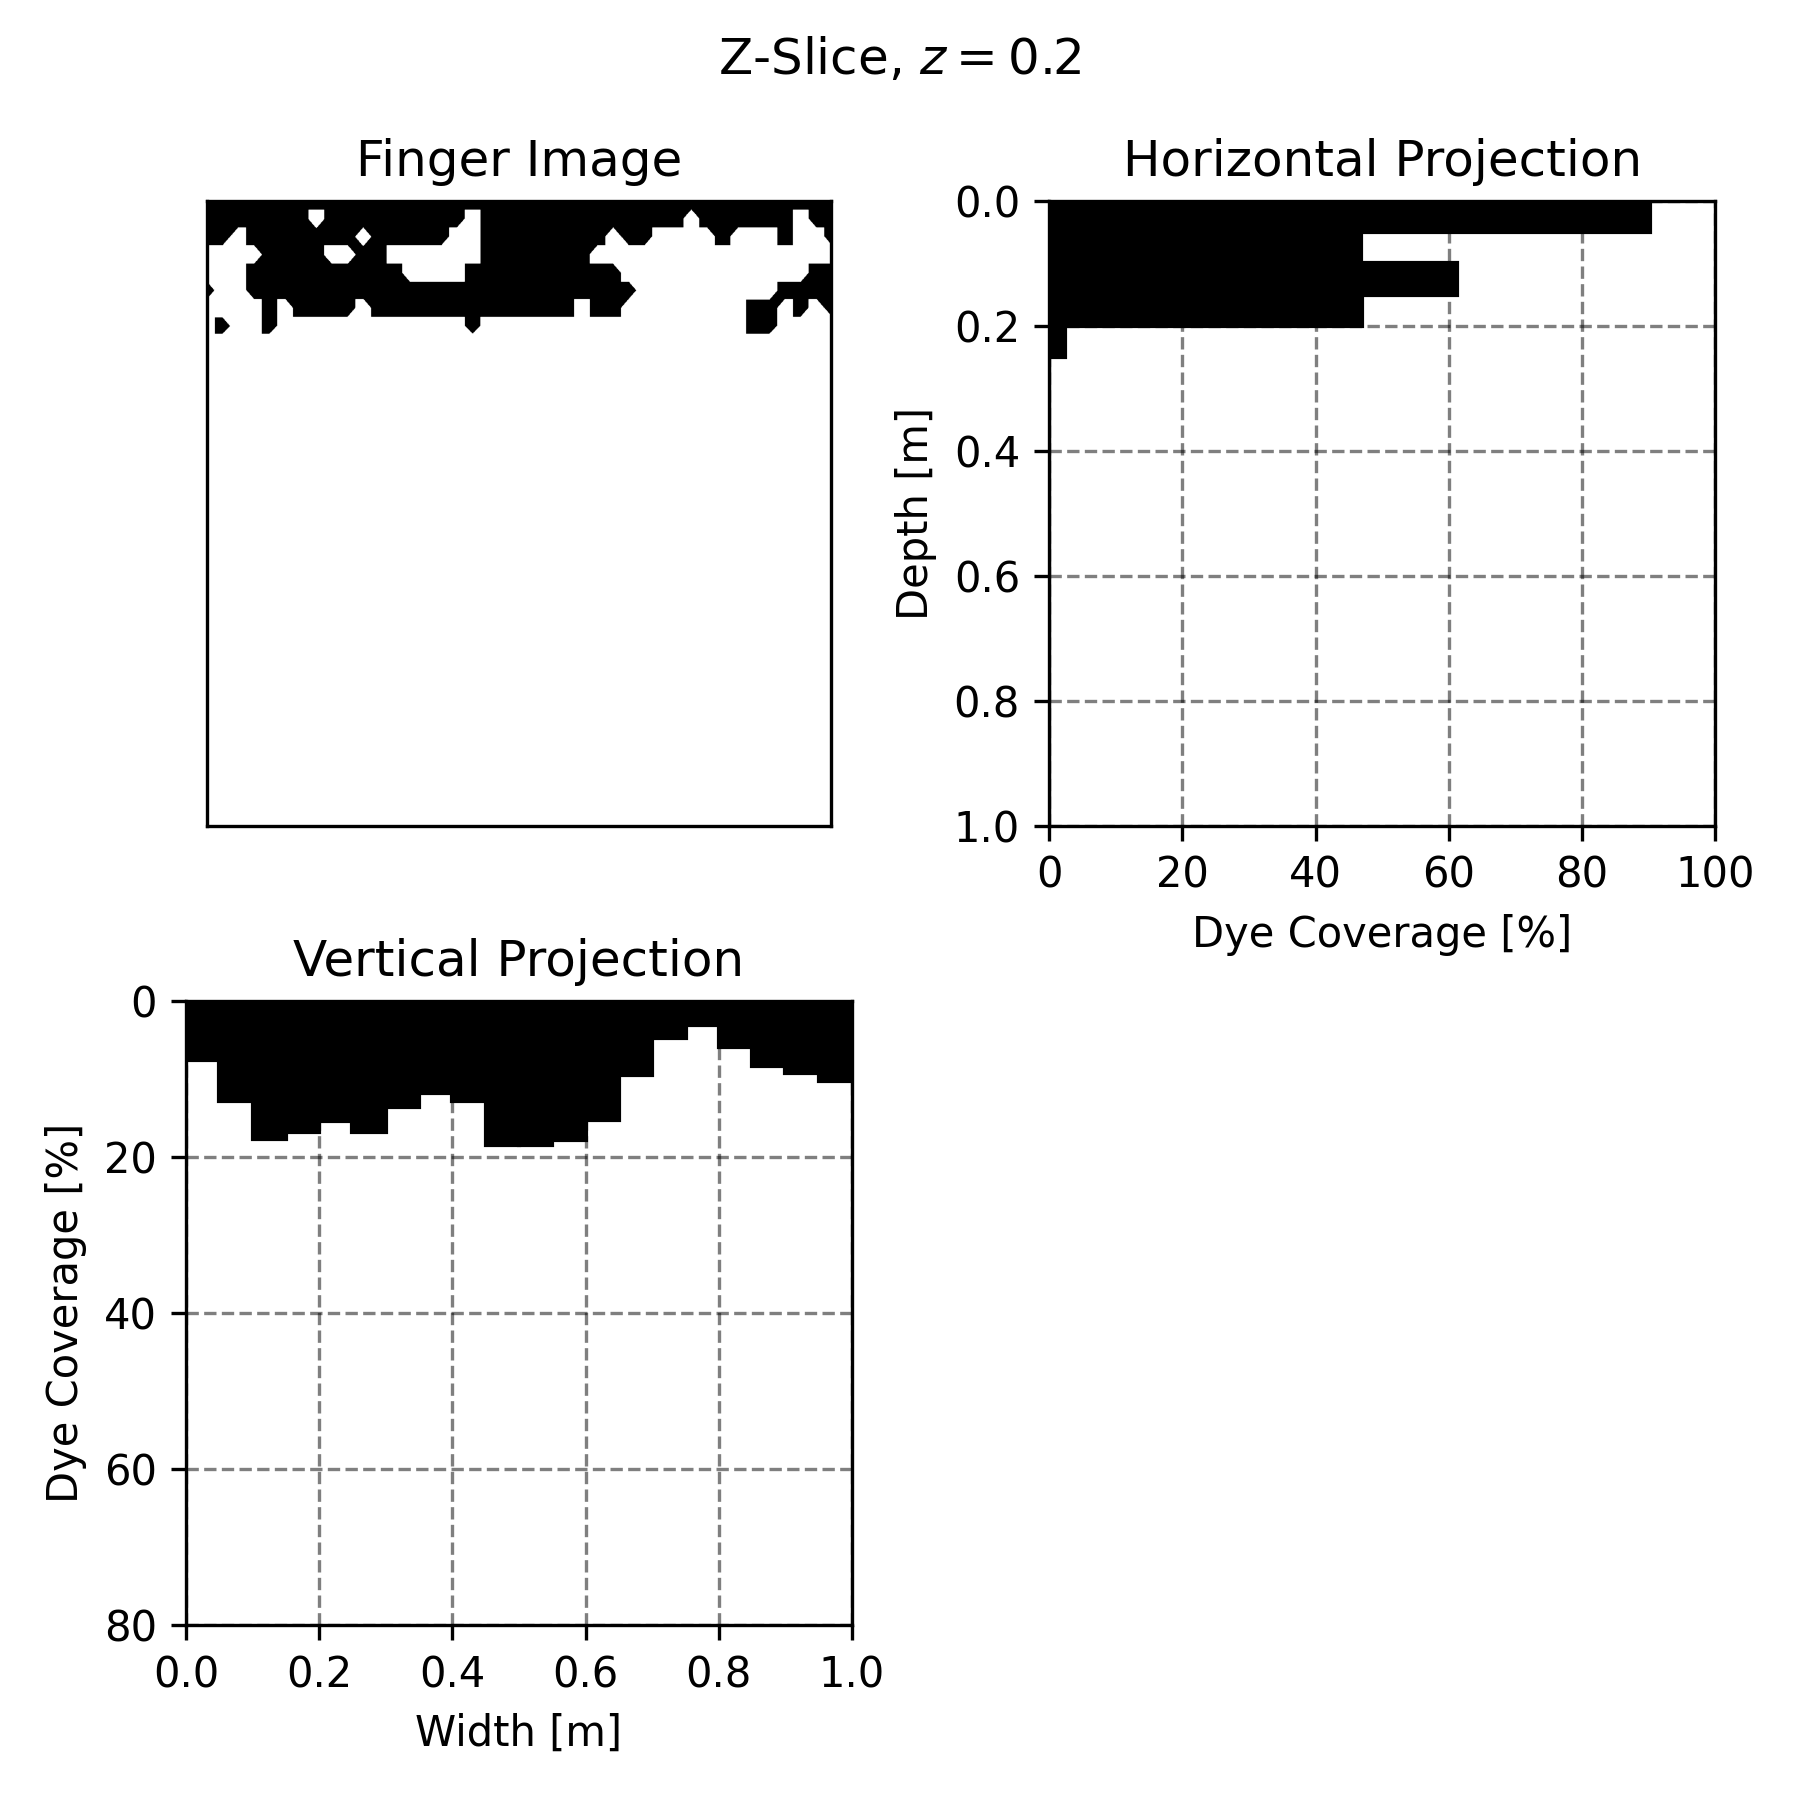 Z-Slice, z = 0.2
Finger Image
Horizontal Projection
0.0
0.2
0.4
0.6
0.8
1.0
Depth [m]
0 20 40 60 80 100
Dye Coverage [%]
Vertical Projection
0
20
40
60
80
Dye Coverage [%]
0.0 0.2 0.4 0.6 0.8 1.0
Width [m]